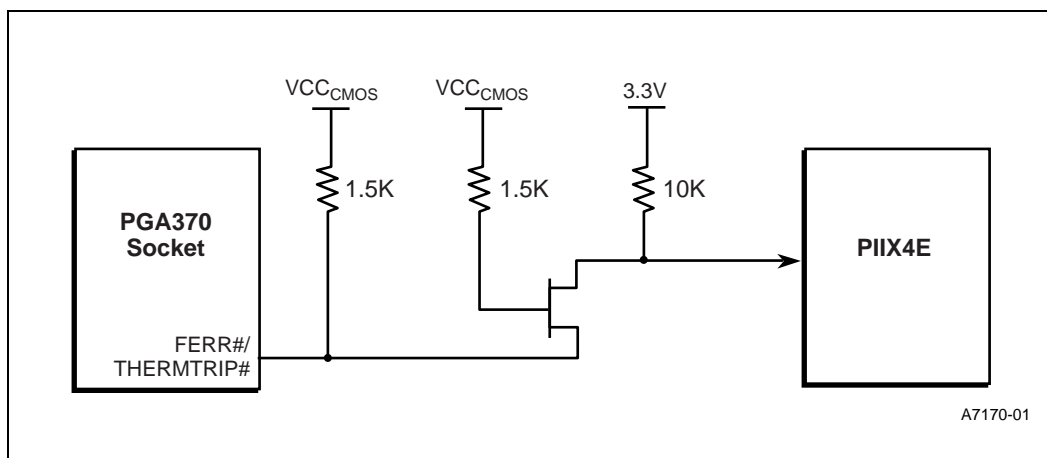 VCCCMOS
VCCCMOS
3.3V
1.5K
1.5K
10K
PGA370
Socket
PIIX4E
FERR#/
THERMTRIP#
A7170-01